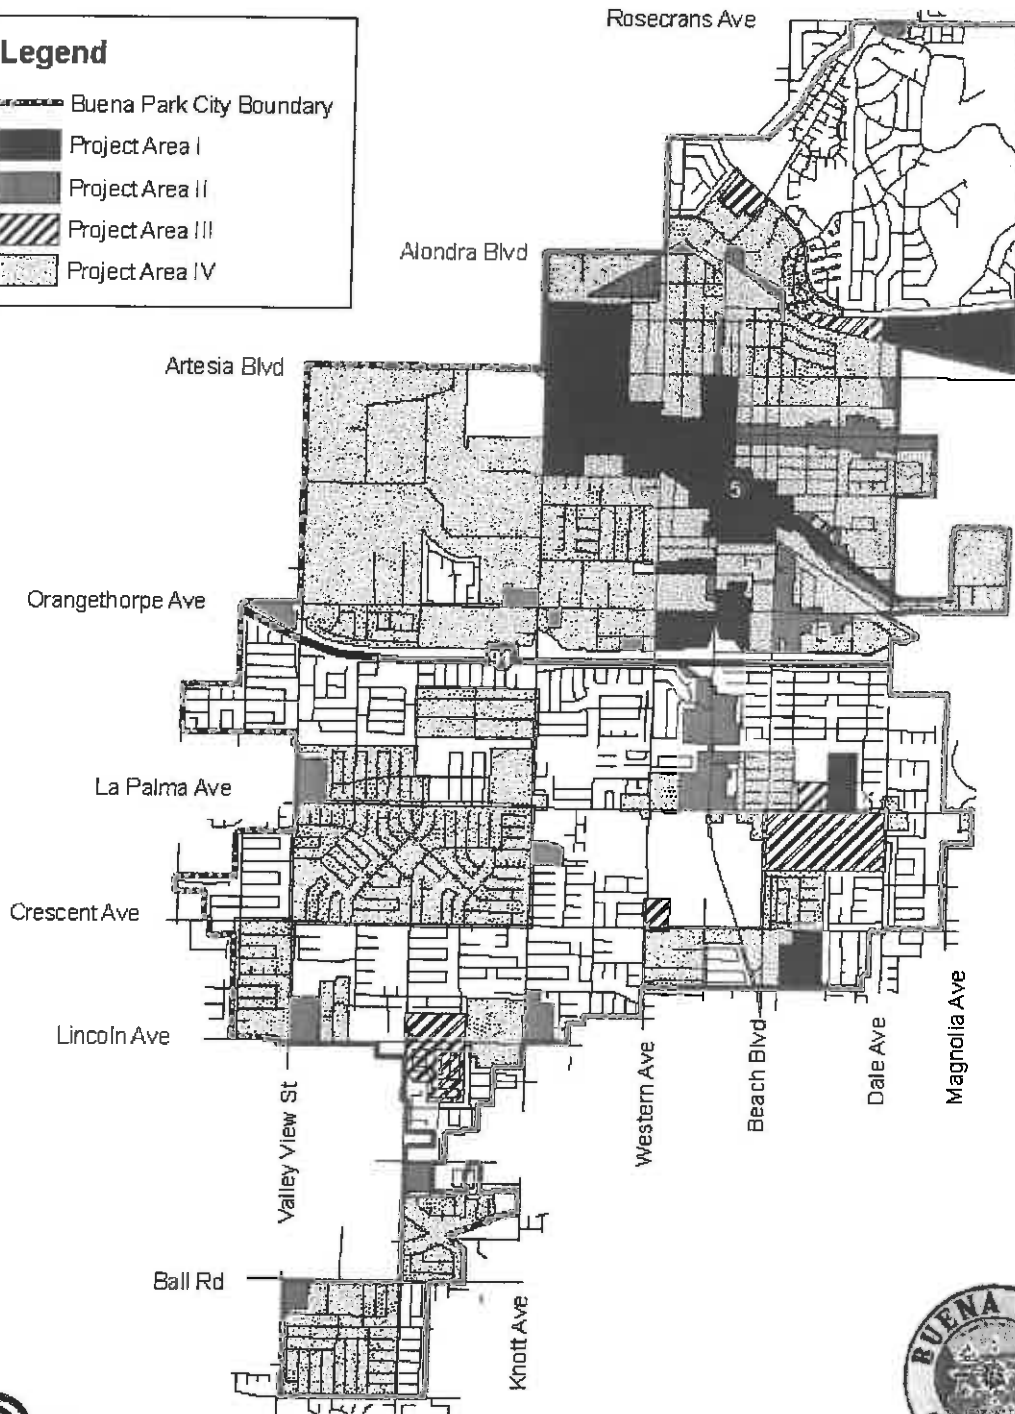 Rosecrans Ave
Legend
Buena Park City Boundary
Project Area I
Project Area II
Project Area III
Project Area IV
Alondra Blvd
Artesia Blvd
5
Orangethorpe Ave
La Palma Ave
Crescent Ave
Lincoln Ave
Valley View St
Western Ave
Beach Blvd
Dale Ave
Magnolia Ave
Ball Rd
Knott Ave
BUENA